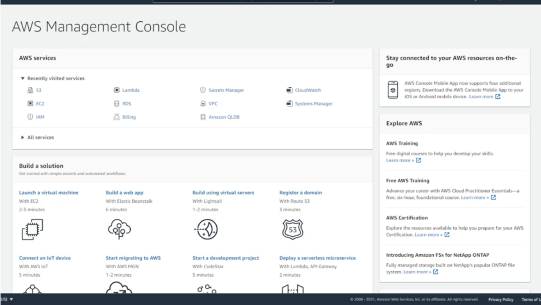 AWS Management Console
AWS services
Recently visited services
S3
Lambda
Secrets Manager
CloudWatch
EC2
RDS
VPC
Systems Manager
IAM
Billing
Amazon QLDB
All services
Build a solution
Get started with simple wizards and automated workflows.
Launch a virtual machine
With EC2
2-3 minutes
Build a web app
With Elastic Beanstalk
6 minutes
Build using virtual servers
With Lightsail
1-2 minutes
Register a domain
With Route 53
3 minutes
53
Connect an IoT device
With AWS IoT
5 minutes
Start migrating to AWS
With AWS MGN
1-2 minutes
Start a development project
With CodeStar
5 minutes
Deploy a serverless microservice
With Lambda, API Gateway
2 minutes
Stay connected to your AWS resources on-the-
go
AWS Console Mobile App now supports four additional
regions. Download the AWS Console Mobile App to your
iOS or Android mobile device. Learn more
Explore AWS
AWS Training
Free digital courses to help you develop your skills.
Learn more
Free AWS Training
Advance your career with AWS Cloud Practitioner Essentials—a
free, six-hour, foundational course. Learn more
AWS Certification
Explore the resources available to help you prepare for your AWS
Certification. Learn more
Introducing Amazon FSx for NetApp ONTAP
Fully managed storage built on NetApp's popular ONTAP file
system. Learn more
© 2008 - 2021, Amazon Web Services, Inc. or its affiliates. All rights reserved. Privacy Policy Terms of